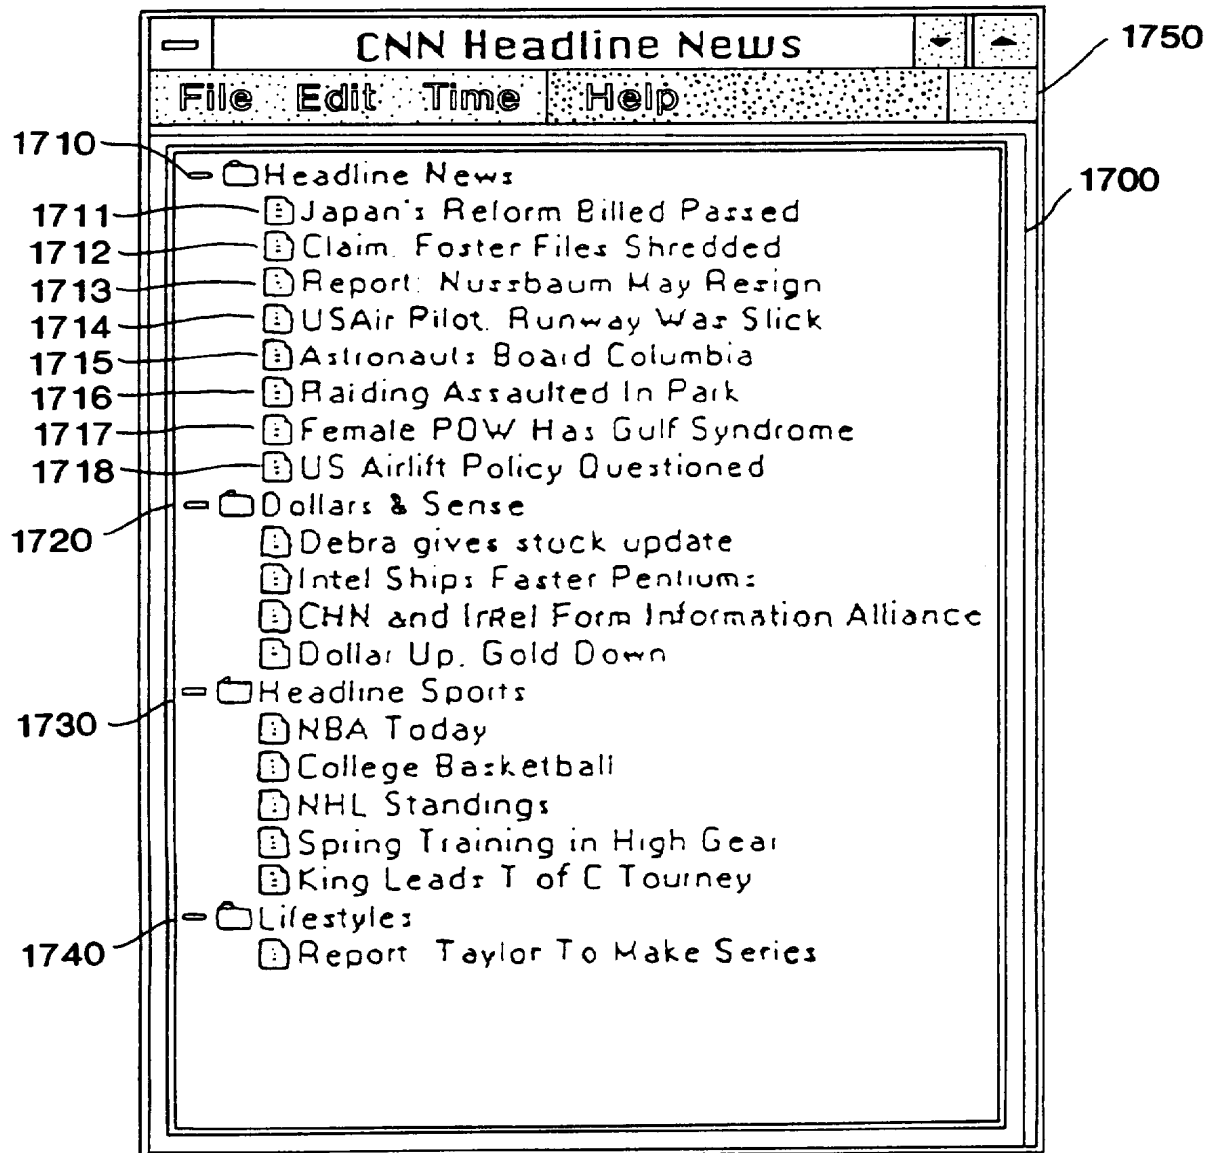 CNN Headline News
1750
File Edit Time Help
1710 Headline News
1700
1711 Japan's Reform Billed Passed
1712 Claim. Foster Files Shredded
1713 Report: Nussbaum May Resign
1714 USAir Pilot. Runway Was Slick
1715 Astronauts Board Columbia
1716 Raiding Assaulted In Park
1717 Female POW Has Gulf Syndrome
1718 US Airlift Policy Questioned
1720 Dollars & Sense
Debra gives stock update
Intel Ships Faster Pentiums
CHN and Form Information Alliance
Dollar Up, Gold Down
1730 Headline Sports
NBA Today
College Basketball
NHL Standings
Spring Training in High Gear
King Leads T of C Tourney
1740 Lifestyles
Report Taylor To Make Series